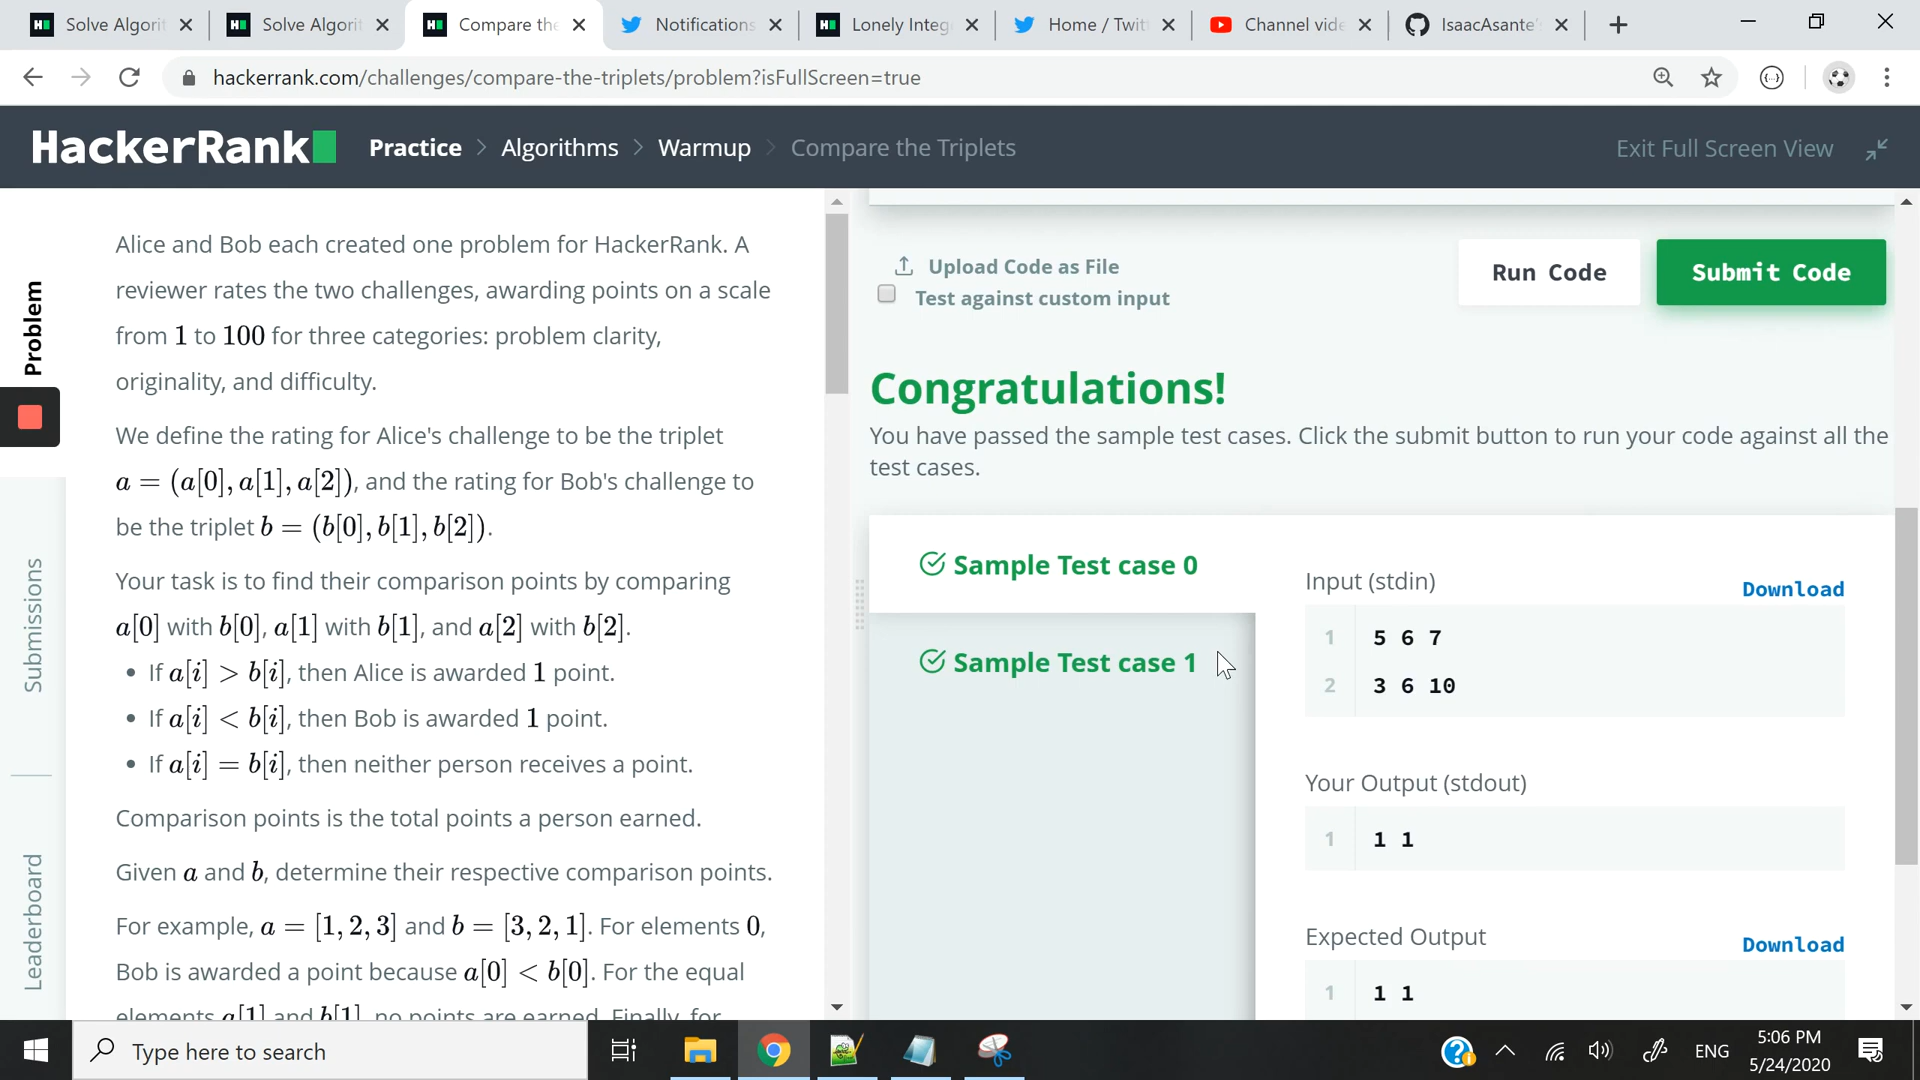 Solve Algorit
Solve Algorit
Compare the
Notifications
Lonely Integ
Home / Twit
Channel vide
IsaacAsante's
hackerrank.com/challenges/compare-the-triplets/problem?isFullScreen=true
HackerRank
Practice > Algorithms > Warmup > Compare the Triplets
Exit Full Screen View
Problem
Submissions
Leaderboard
Alice and Bob each created one problem for HackerRank. A
reviewer rates the two challenges, awarding points on a scale
from 1 to 100 for three categories: problem clarity,
originality, and difficulty.
We define the rating for Alice's challenge to be the triplet
a = (a[0], a[1], a[2]), and the rating for Bob's challenge to
be the triplet b = (b[0], b[1], b[2]).
Your task is to find their comparison points by comparing
a[0] with b[0], a[1] with b[1], and a[2] with b[2].
• If a[i] > b[i], then Alice is awarded 1 point.
• If a[i] < b[i], then Bob is awarded 1 point.
• If a[i] = b[i], then neither person receives a point.
Comparison points is the total points a person earned.
Given a and b, determine their respective comparison points.
For example, a = [1, 2, 3] and b = [3, 2, 1]. For elements 0,
Bob is awarded a point because a[0] < b[0]. For the equal
elements a[1] and b[1], no points are earned. Finally, for
Upload Code as File
Test against custom input
Run Code
Submit Code
Congratulations!
You have passed the sample test cases. Click the submit button to run your code against all the
test cases.
Sample Test case 0
Sample Test case 1
Input (stdin)
Download
1 5 6 7
2 3 6 10
Your Output (stdout)
1 1 1
Expected Output
Download
1 1 1
Type here to search
ENG
5:06 PM
5/24/2020